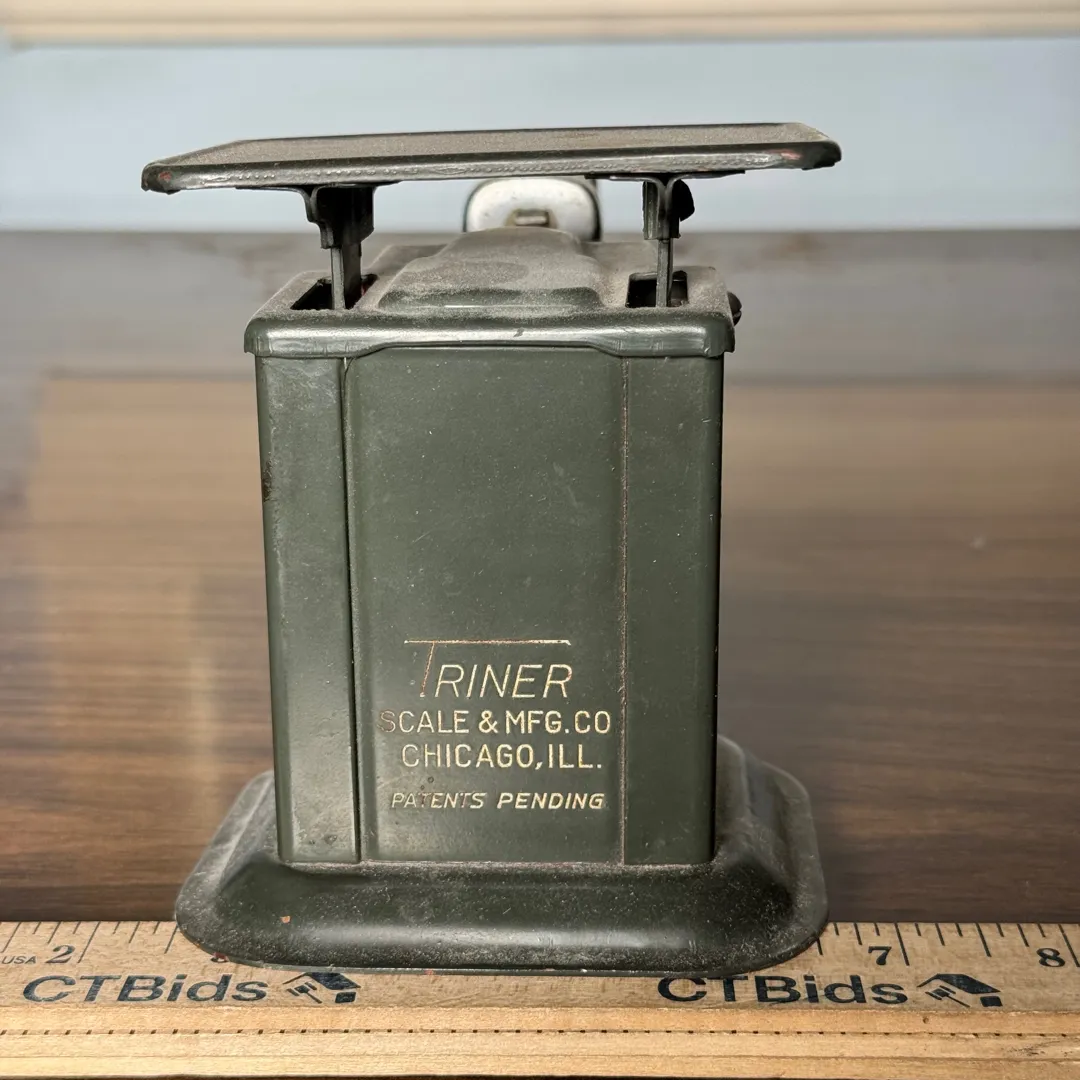 TRINER
SCALE & MFG.CO
CHICAGO,ILL.
PATENTS PENDING
USA 2 7 8
CTBids CTBids